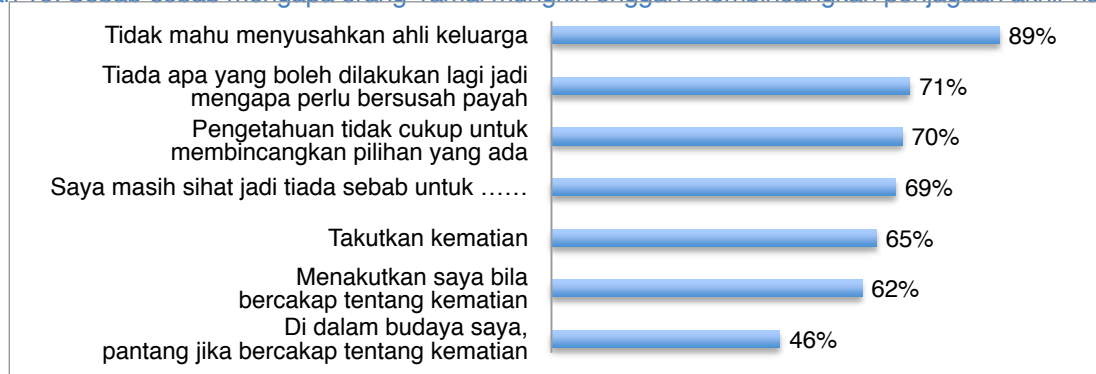 Tidak mahu menyusahkan ahli keluarga 89%
Tiada apa yang boleh dilakukan lagi jadi
mengapa perlu bersusah payah 71%
Pengetahuan tidak cukup untuk
membincangkan pilihan yang ada 70%
Saya masih sihat jadi tiada sebab untuk …… 69%
Takutkan kematian 65%
Menakutkan saya bila
bercakap tentang kematian 62%
Di dalam budaya saya,
pantang jika bercakap tentang kematian 46%